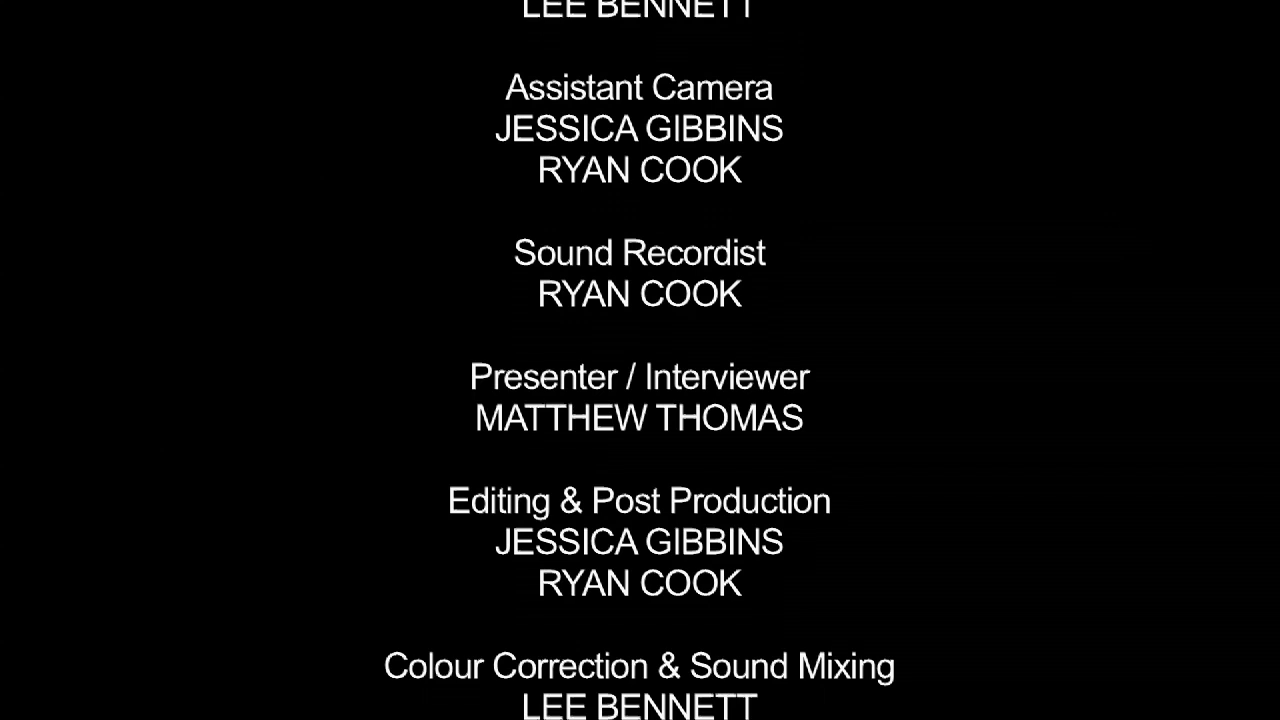 LEE BENNETT
Assistant Camera
JESSICA GIBBINS
RYAN COOK
Sound Recordist
RYAN COOK
Presenter / Interviewer
MATTHEW THOMAS
Editing & Post Production
JESSICA GIBBINS
RYAN COOK
Colour Correction & Sound Mixing
LEE BENNETT